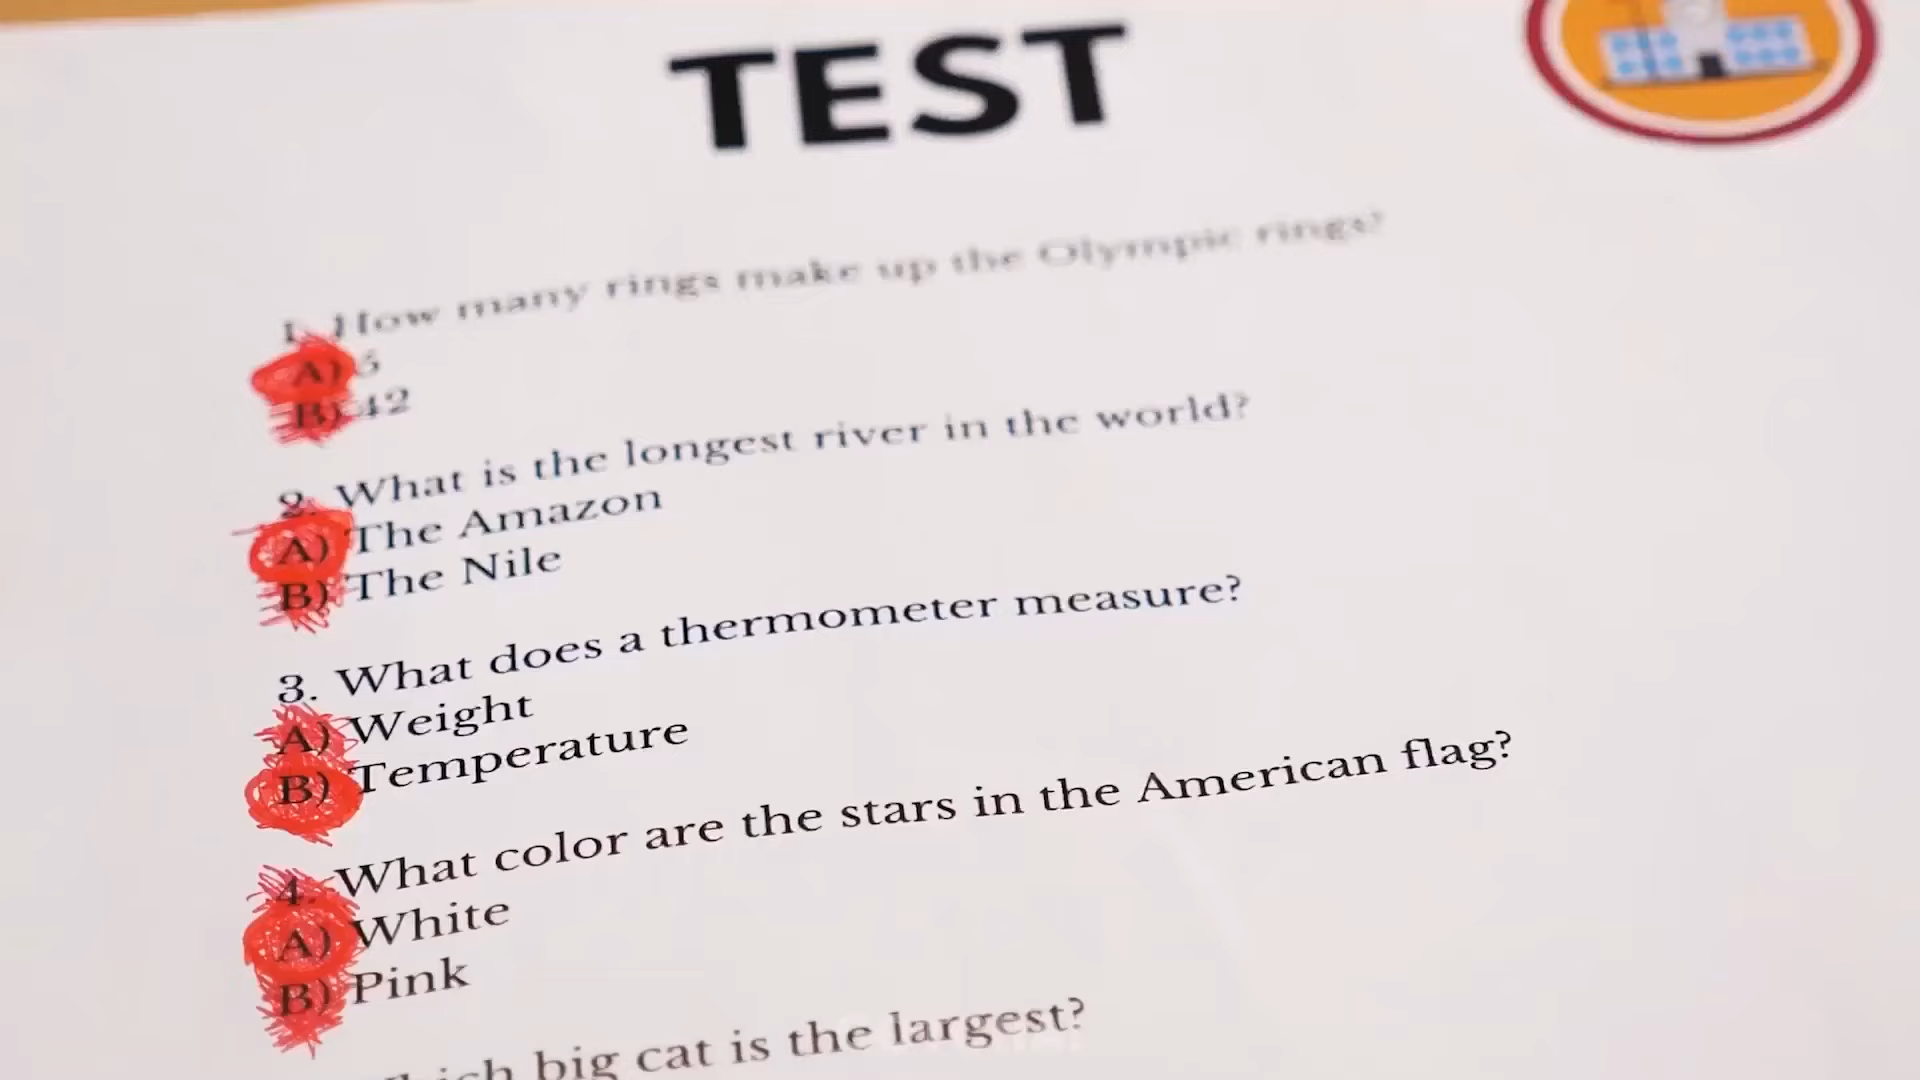 TEST
1. How many rings make up the Olympic rings?
A) 5
B) 42
2. What is the longest river in the world?
A) The Amazon
B) The Nile
3. What does a thermometer measure?
A) Weight
B) Temperature
4. What color are the stars in the American flag?
A) White
B) Pink
big cat is the largest?